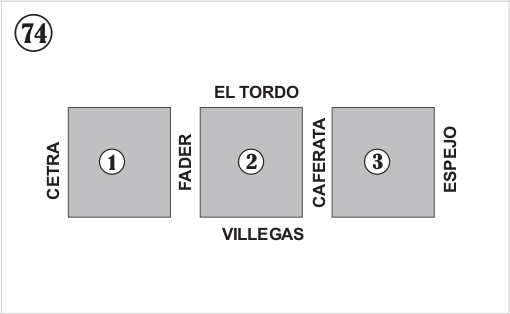 74
EL TORDO
CETRA
1
FADER
2
CAFERATA
3
ESPEJO
VILLEGAS